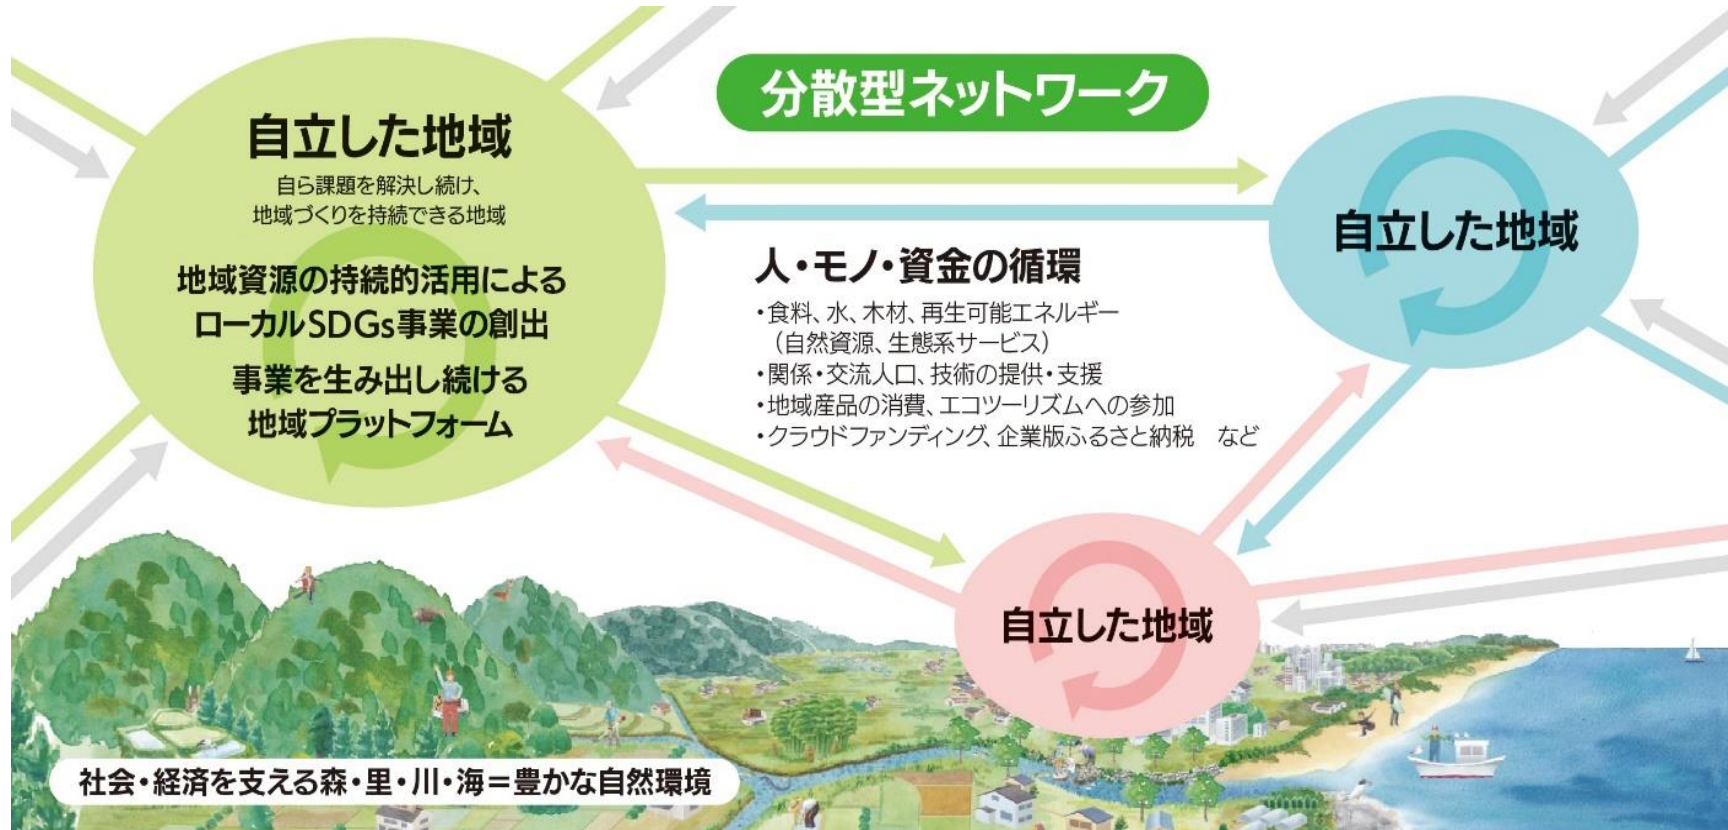 分散型ネットワーク
自立した地域
自ら課題を解決し続け、
地域づくりを持続できる地域
地域資源の持続的活用による
ローカルSDGs事業の創出
事業を生み出し続ける
地域プラットフォーム
人・モノ・資金の循環
・食料、水、木材、再生可能エネルギー
（自然資源、生態系サービス）
・関係・交流人口、技術の提供・支援
・地域産品の消費、エコツーリズムへの参加
・クラウドファンディング、企業版ふるさと納税　など
自立した地域
自立した地域
社会・経済を支える森・里・川・海＝豊かな自然環境